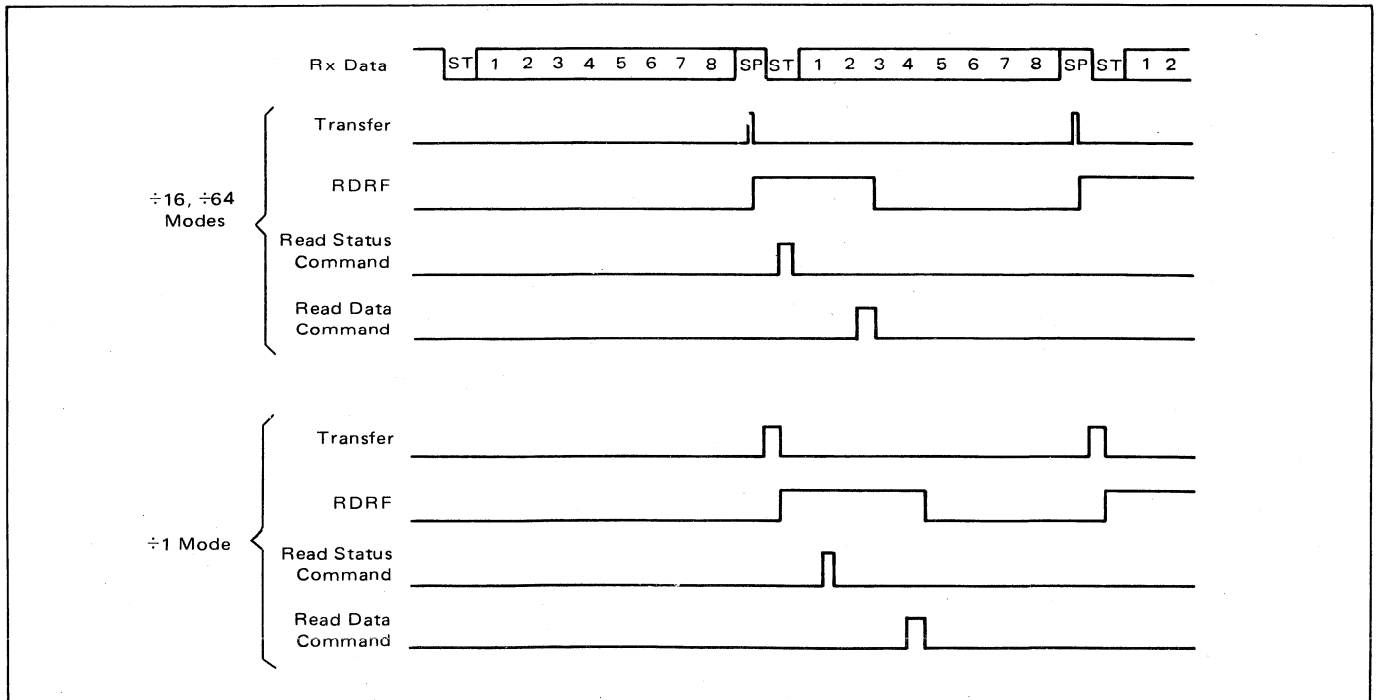 Rx Data ST 1 2 3 4 5 6 7 8 SP ST 1 2 3 4 5 6 7 8 SP ST 1 2
÷16, ÷64
Modes
Transfer
RDRF
Read Status
Command
Read Data
Command
÷1 Mode
Transfer
RDRF
Read Status
Command
Read Data
Command